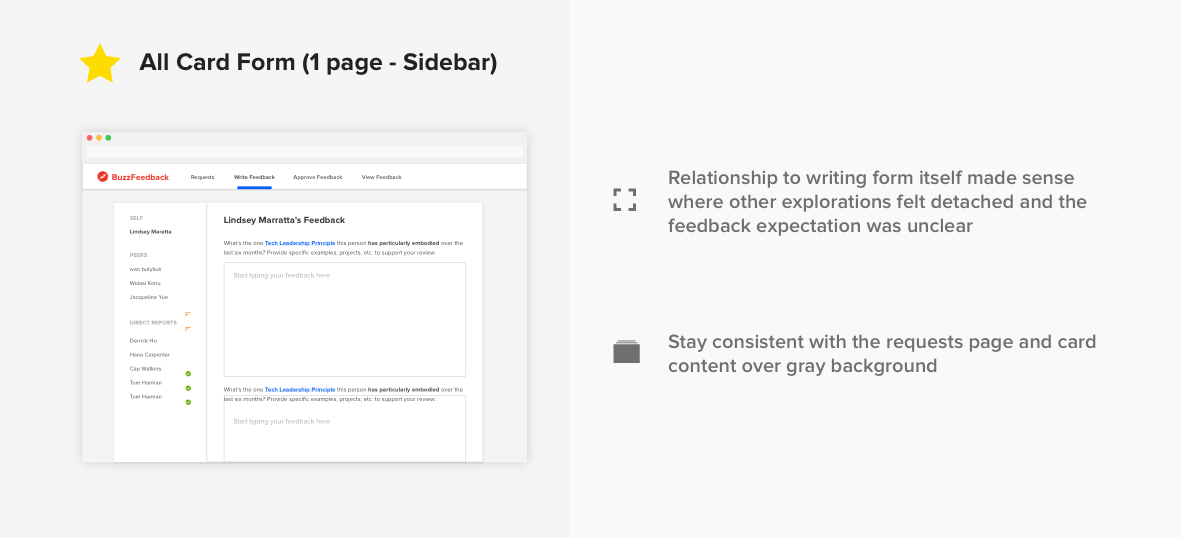 All Card Form (1 page - Sidebar)
BuzzFeedback
Requests
Write Feedback
Approve Feedback
View Feedback
SELF
Lindsey Maratta
PEERS
ivan butyliuk
Wolasi Konu
Jacqueline Yue
DIRECT REPORTS
Derrick Ho
Hano Carpenter
Cap Watkins
Tom Harman
Tom Harman
Lindsey Marratta's Feedback
What's the one Tech Leadership Principle this person has particularly embodied over the
last six months? Provide specific examples, projects, etc. to support your review.
Start typing your feedback here
What's the one Tech Leadership Principle this person has particularly embodied over the
last six months? Provide specific examples, projects, etc. to support your review.
Start typing your feedback here
Relationship to writing form itself made sense
where other explorations felt detached and the
feedback expectation was unclear
Stay consistent with the requests page and card
content over gray background